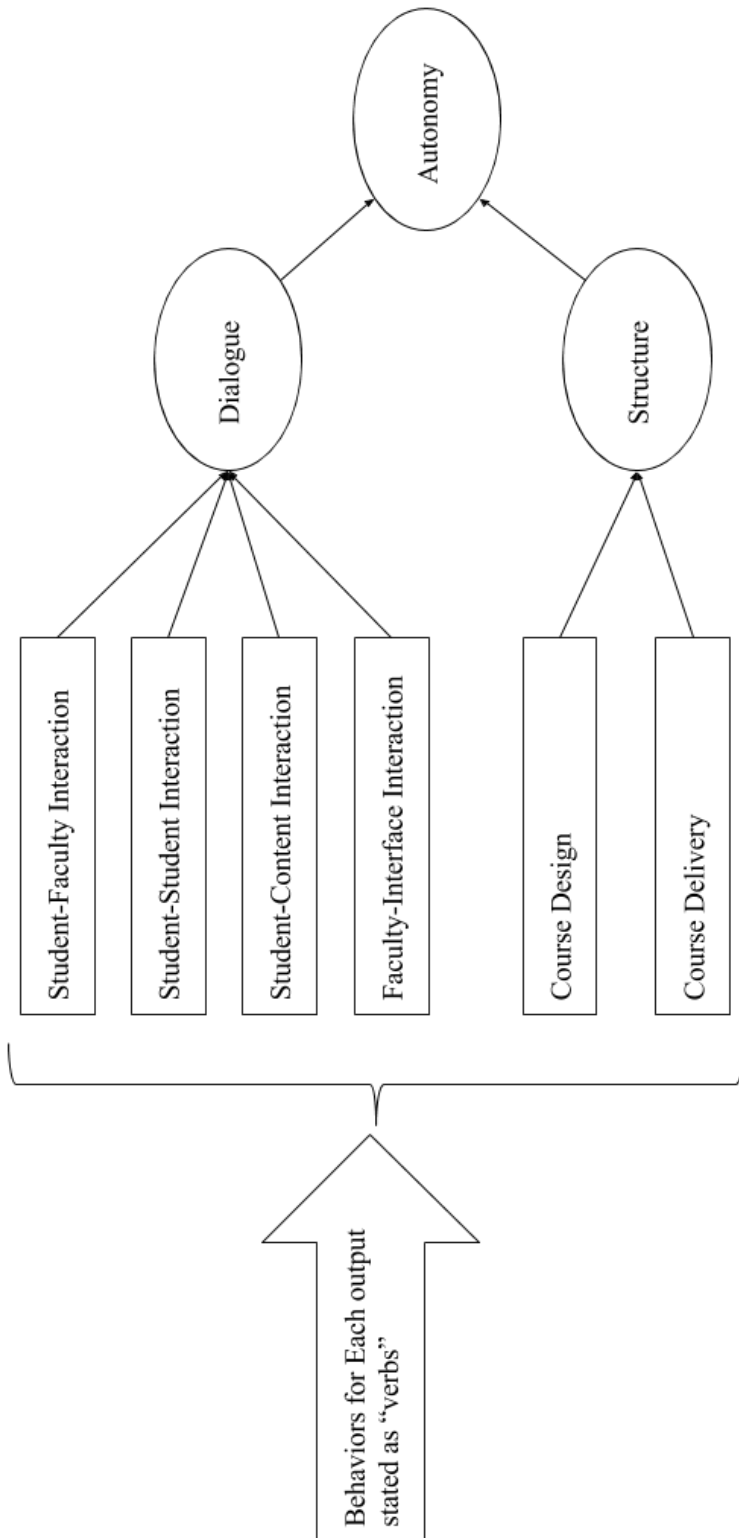 Behaviors for Each output
stated as “verbs”
Student-Faculty Interaction
Student-Student Interaction
Student-Content Interaction
Faculty-Interface Interaction
Course Design
Course Delivery
Dialogue
Structure
Autonomy